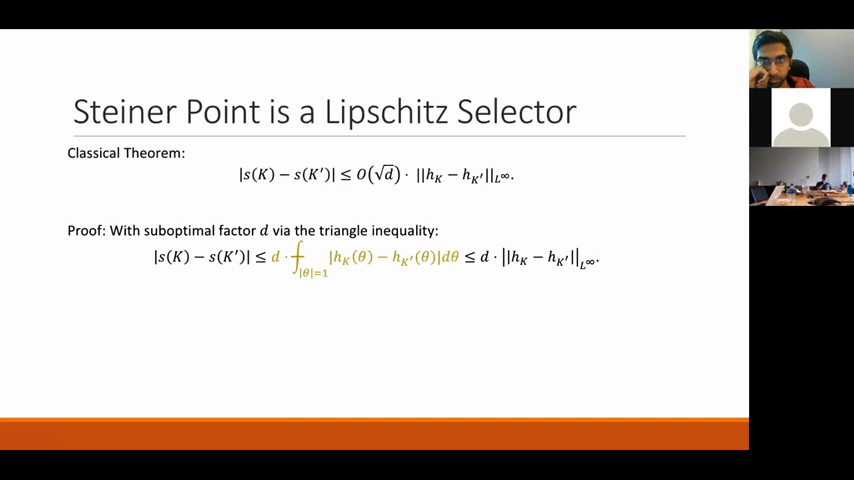 Steiner Point is a Lipschitz Selector
Classical Theorem:
|s(K) − s(K′)| ≤ O(√d) · ||h_K − h_{K′}||_{L^∞}.
Proof: With suboptimal factor d via the triangle inequality:
|s(K) − s(K′)| ≤ d · ⨍_{|θ|=1} |h_K(θ) − h_{K′}(θ)|dθ ≤ d · ||h_K − h_{K′}||_{L^∞}.